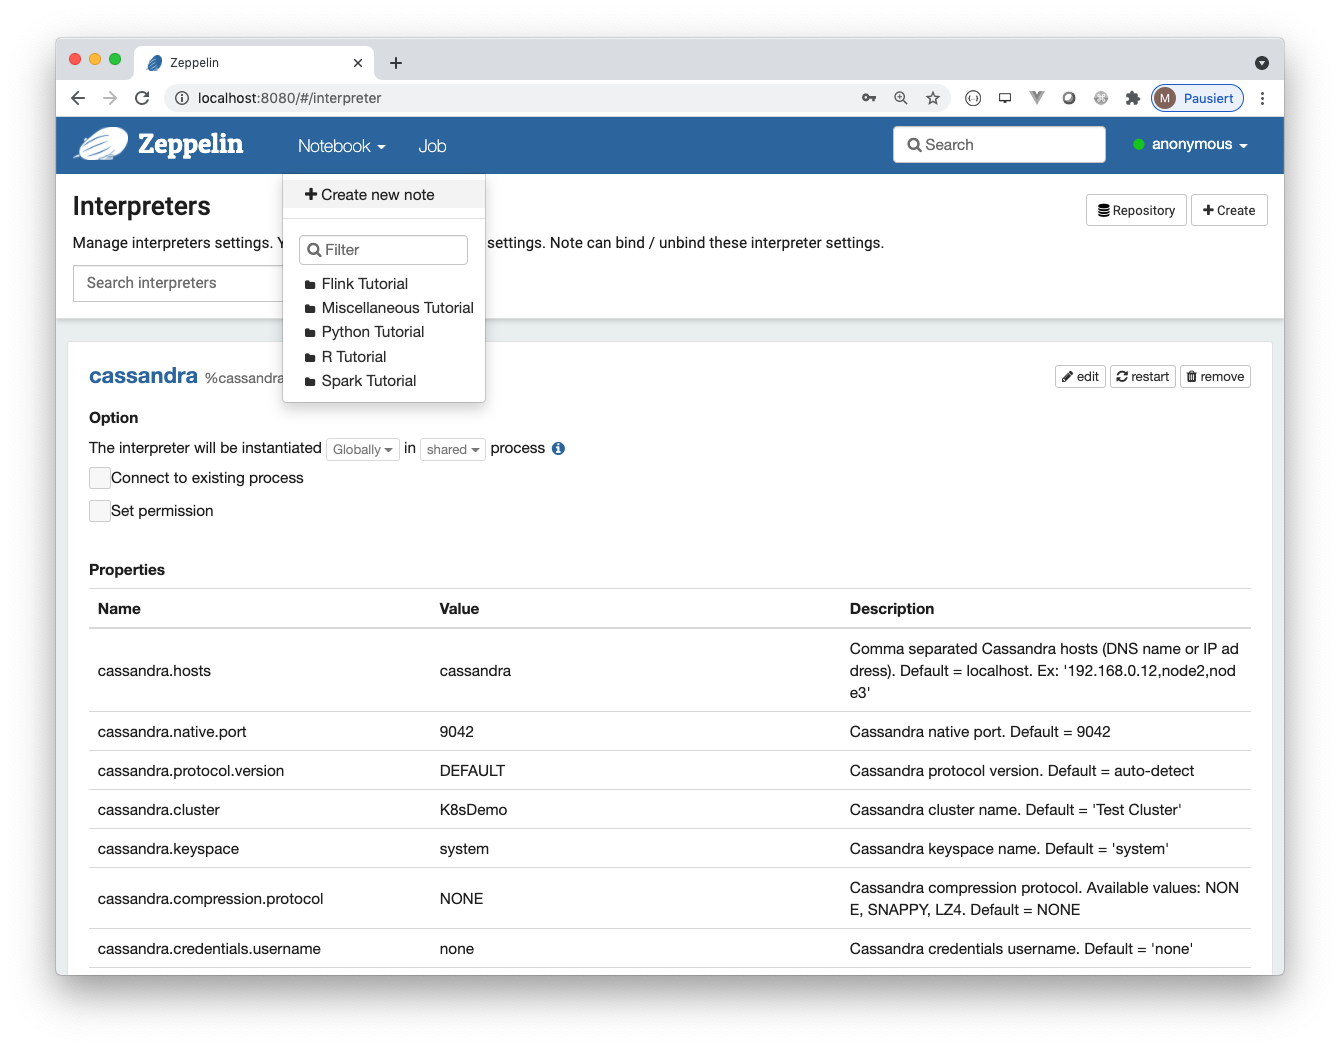 Zeppelin
localhost:8080/#/interpreter
M Pausiert
Zeppelin
Notebook
Job
Search
anonymous
Create new note
Filter
Flink Tutorial
Miscellaneous Tutorial
Python Tutorial
R Tutorial
Spark Tutorial
Interpreters
Repository
Create
Manage interpreters settings. Y settings. Note can bind / unbind these interpreter settings.
Search interpreters
cassandra %cassandra
edit restart remove
Option
The interpreter will be instantiated Globally in shared process
Connect to existing process
Set permission
Properties
Name Value Description
cassandra.hosts cassandra Comma separated Cassandra hosts (DNS name or IP ad
dress). Default = localhost. Ex: '192.168.0.12,node2,nod
e3'
cassandra.native.port 9042 Cassandra native port. Default = 9042
cassandra.protocol.version DEFAULT Cassandra protocol version. Default = auto-detect
cassandra.cluster K8sDemo Cassandra cluster name. Default = 'Test Cluster'
cassandra.keyspace system Cassandra keyspace name. Default = 'system'
cassandra.compression.protocol NONE Cassandra compression protocol. Available values: NON
E, SNAPPY, LZ4. Default = NONE
cassandra.credentials.username none Cassandra credentials username. Default = 'none'